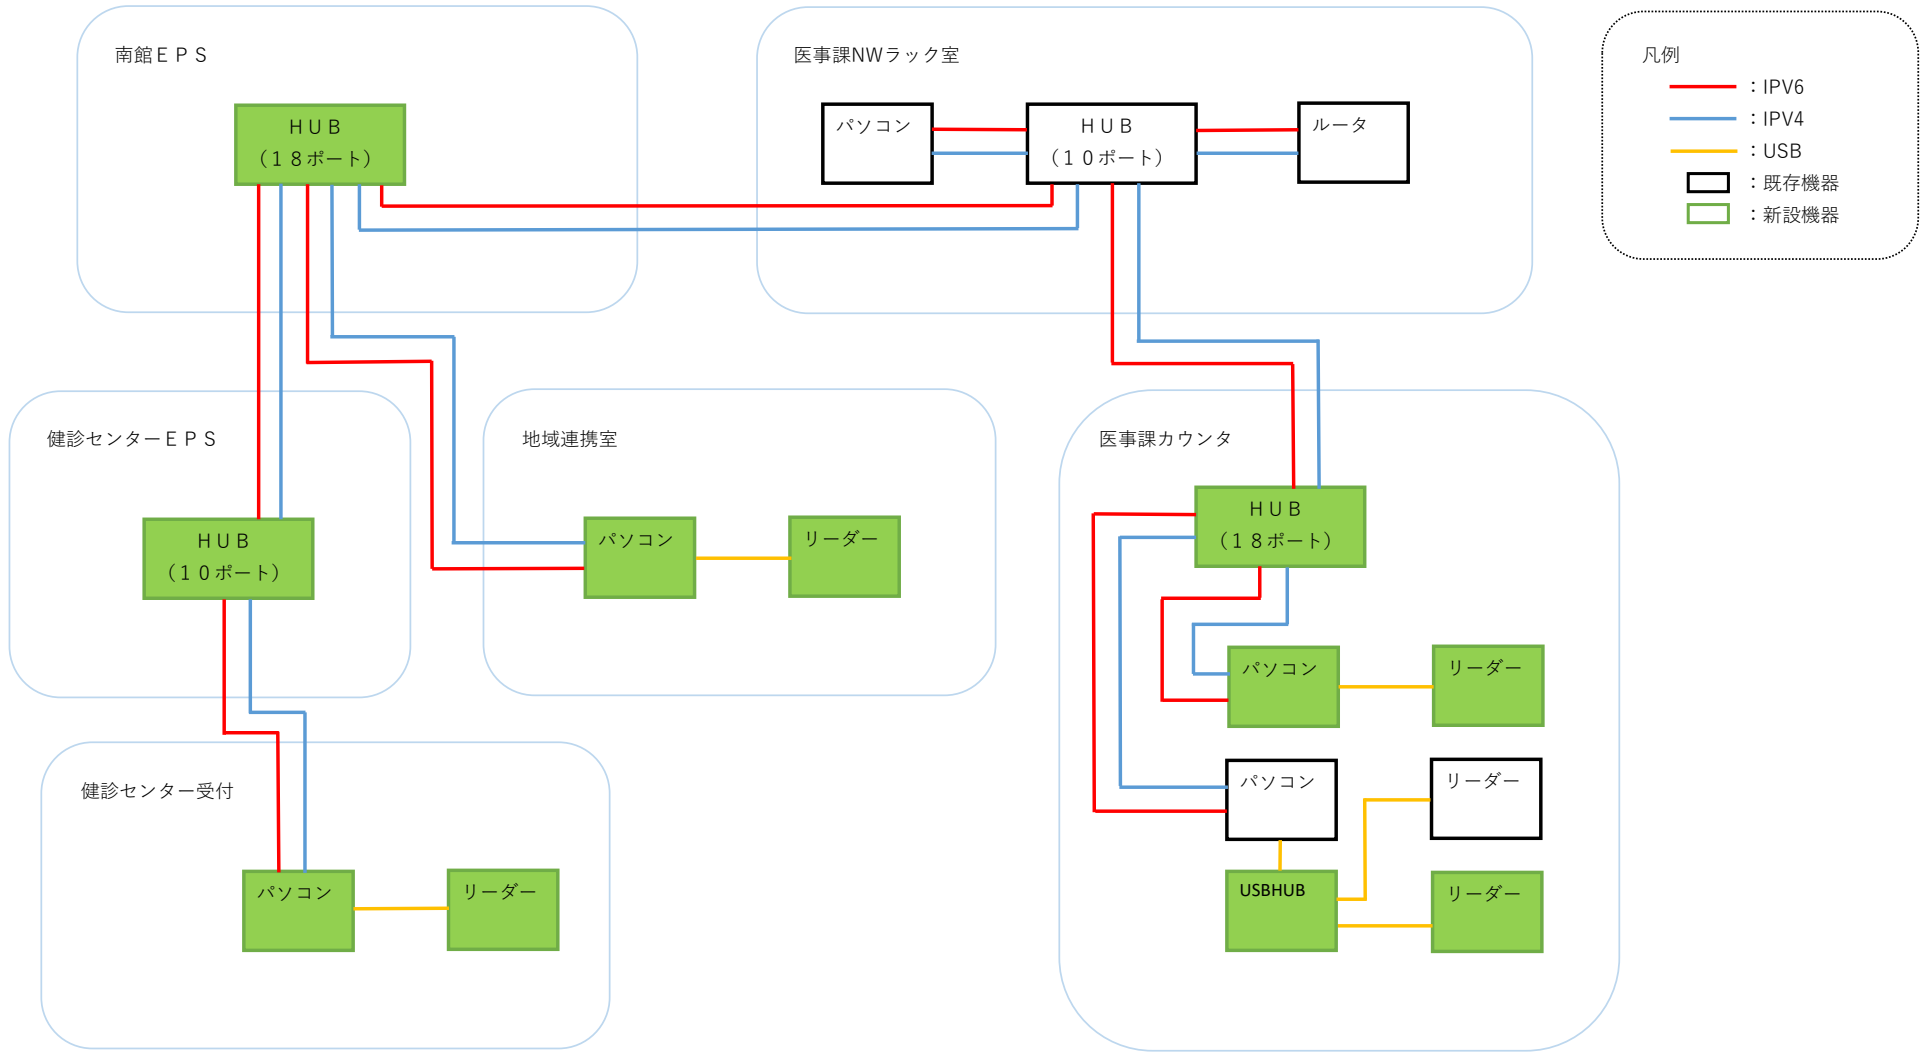 南館ＥＰＳ
ＨＵＢ
（１８ポート）
医事課NWラック室
パソコン
ＨＵＢ
（１０ポート）
ルータ
凡例
：IPV6
：IPV4
：USB
：既存機器
：新設機器
健診センターＥＰＳ
ＨＵＢ
（１０ポート）
地域連携室
パソコン
リーダー
医事課カウンタ
ＨＵＢ
（１８ポート）
パソコン
リーダー
パソコン
リーダー
USBHUB
リーダー
健診センター受付
パソコン
リーダー